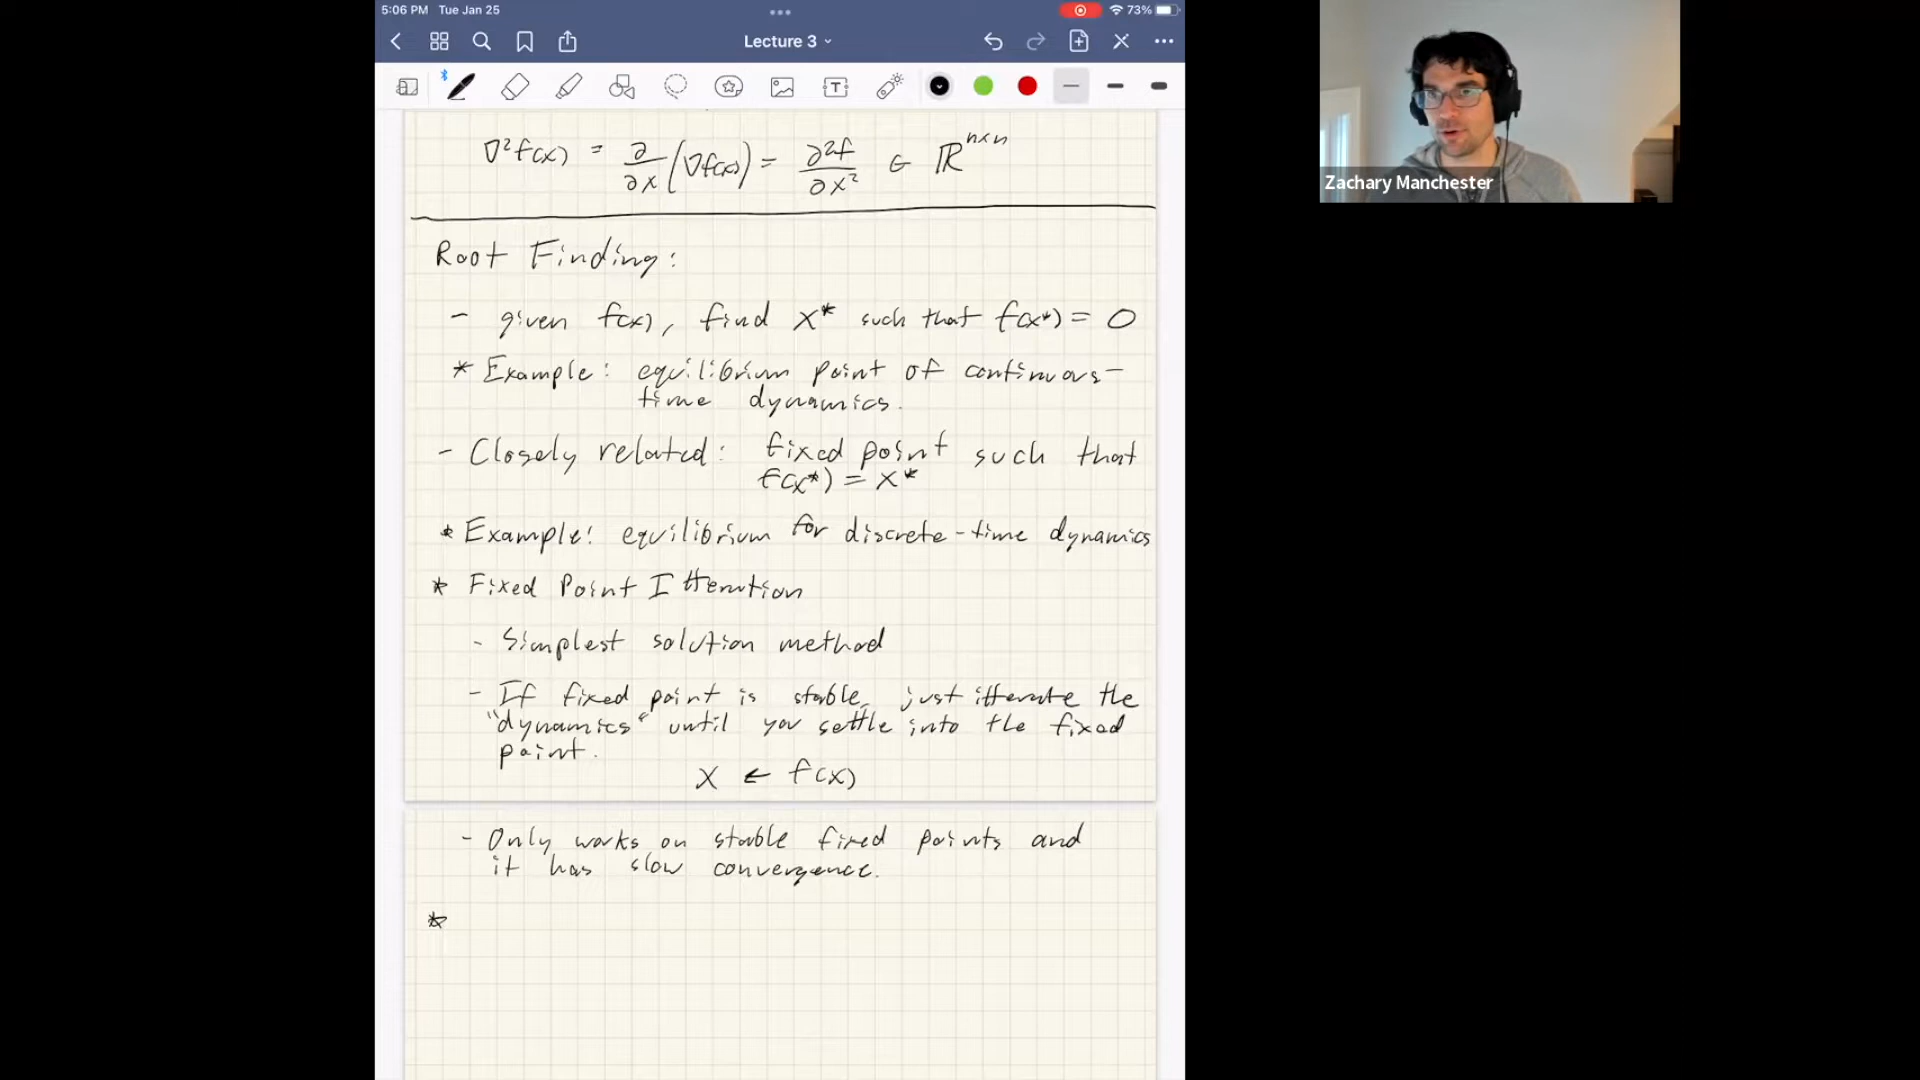 5:06 PM Tue Jan 25
73%
Lecture 3
∇²f(x) = ∂/∂x (∇f(x)) = ∂²f/∂x² ∈ ℝⁿˣⁿ
Zachary Manchester
Root Finding:
- given f(x), find x* such that f(x*) = 0
* Example: equilibrium point of continuous-
time dynamics.
- Closely related: fixed point such that
f(x*) = x*
* Example: equilibrium for discrete-time dynamics
* Fixed Point Itteration
- Simplest solution method
- If fixed point is stable, just itterate the
"dynamics" until you settle into the fixed
point.
x ← f(x)
- Only works on stable fixed points and
it has slow convergence.
*